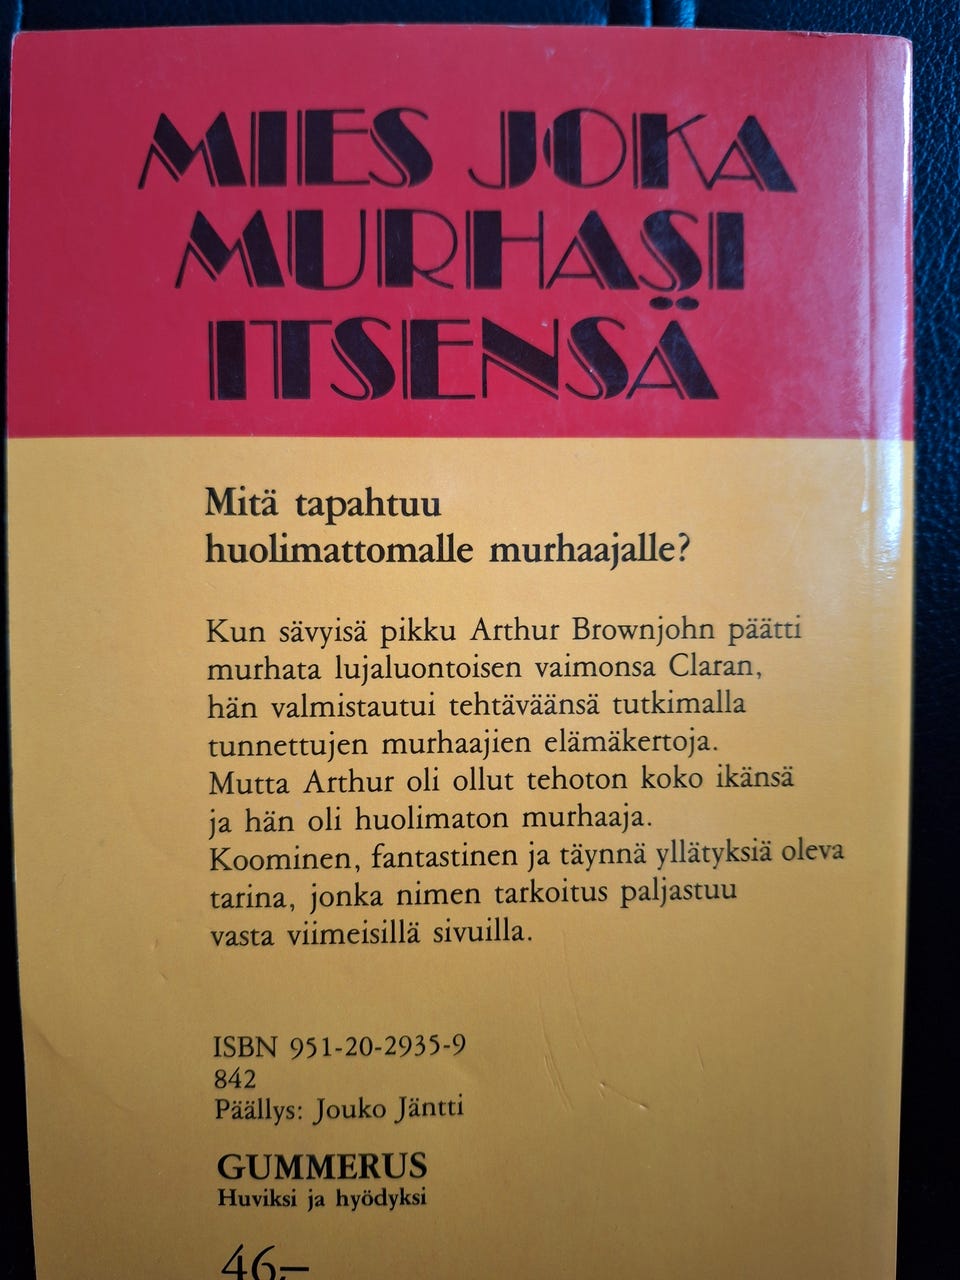 MIES JOKA
MURHASI
ITSENSÄ
Mitä tapahtuu
huolimattomalle murhaajalle?
Kun sävyisä pikku Arthur Brownjohn päätti
murhata lujaluontoisen vaimonsa Claran,
hän valmistautui tehtäväänsä tutkimalla
tunnettujen murhaajien elämäkertoja.
Mutta Arthur oli ollut tehoton koko ikänsä
ja hän oli huolimaton murhaaja.
Koominen, fantastinen ja täynnä yllätyksiä oleva
tarina, jonka nimen tarkoitus paljastuu
vasta viimeisillä sivuilla.
ISBN 951-20-2935-9
842
Päällys: Jouko Jäntti
GUMMERUS
Huviksi ja hyödyksi
46,–